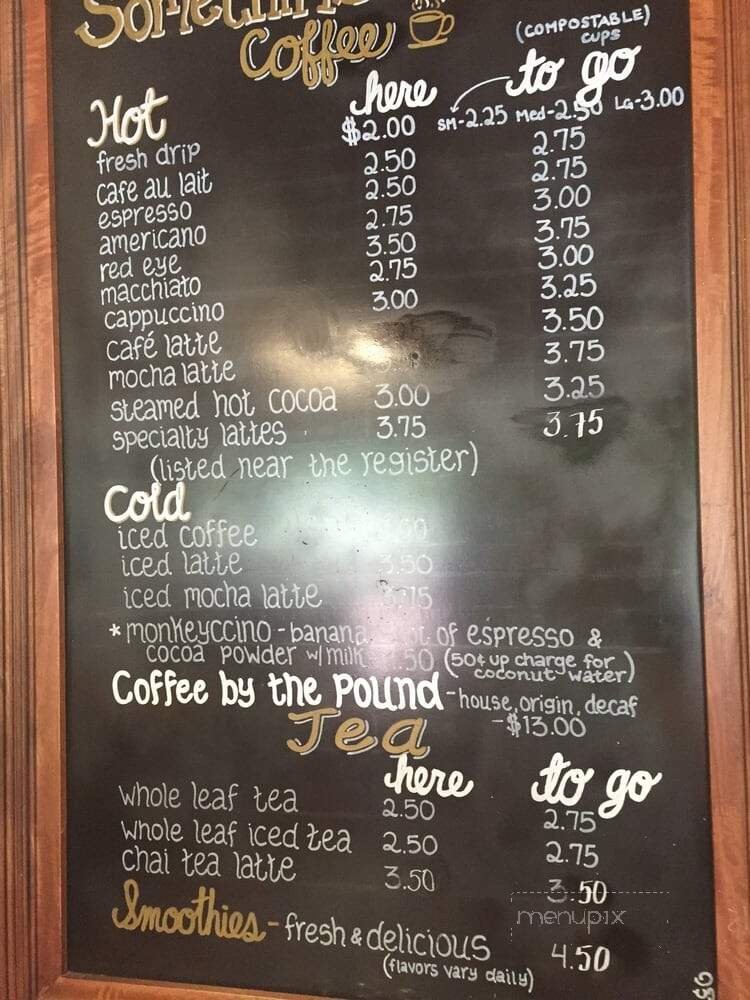 Coffee
(COMPOSTABLE)
CUPS
Hot here to go
fresh drip $2.00 SM-2.25 Med-2.50 LG-3.00
cafe au lait 2.50 2.75
espresso 2.50 2.75
americano 2.75 3.00
red eye 3.50 3.75
macchiato 2.75 3.00
cappuccino 3.00 3.25
café latte 3.50
mocha latte 3.75
steamed hot cocoa 3.00 3.25
specialty lattes 3.75 3.75
(listed near the register)
Cold
iced coffee
iced latte 3.50
iced mocha latte
*monkeyccino - banana of espresso &
cocoa powder w/milk (50¢ up charge for
coconut water)
Coffee by the Pound - house, origin, decaf
- $13.00
Tea
here to go
whole leaf tea 2.50 2.75
whole leaf iced tea 2.50 2.75
chai tea latte 3.50 3.50
menupix
Smoothies - fresh & delicious 4.50
(flavors vary daily)